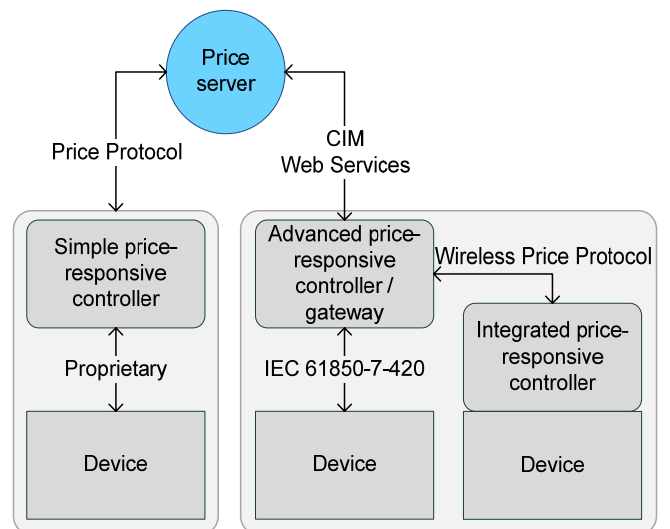 Price
server
Price Protocol
CIM
Web Services
Simple price-
responsive
controller
Advanced price-
responsive
controller /
gateway
Wireless Price Protocol
Integrated price-
responsive
controller
Proprietary
IEC 61850-7-420
Device
Device
Device